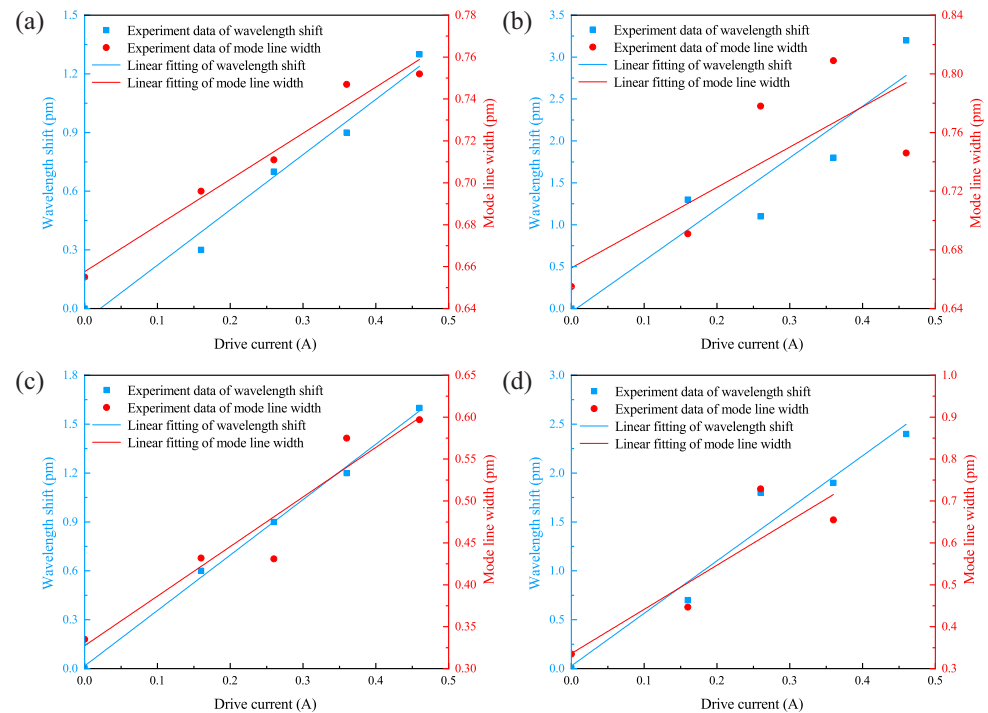 (a)
Experiment data of wavelength shift
Experiment data of mode line width
Linear fitting of wavelength shift
Linear fitting of mode line width
1.5
1.2
0.9
0.6
0.3
0.0
Wavelength shift (pm)
0.78
0.76
0.74
0.72
0.70
0.68
0.66
0.64
Mode line width (pm)
0.0 0.1 0.2 0.3 0.4 0.5
Drive current (A)
(b)
Experiment data of wavelength shift
Experiment data of mode line width
Linear fitting of wavelength shift
Linear fitting of mode line width
3.5
3.0
2.5
2.0
1.5
1.0
0.5
0.0
Wavelength shift (pm)
0.84
0.80
0.76
0.72
0.68
0.64
Mode line width (pm)
0.0 0.1 0.2 0.3 0.4 0.5
Drive current (A)
(c)
Experiment data of wavelength shift
Experiment data of mode line width
Linear fitting of wavelength shift
Linear fitting of mode line width
1.8
1.5
1.2
0.9
0.6
0.3
0.0
Wavelength shift (pm)
0.65
0.60
0.55
0.50
0.45
0.40
0.35
0.30
Mode line width (pm)
0.0 0.1 0.2 0.3 0.4 0.5
Drive current (A)
(d)
Experiment data of wavelength shift
Experiment data of mode line width
Linear fitting of wavelength shift
Linear fitting of mode line width
3.0
2.5
2.0
1.5
1.0
0.5
0.0
Wavelength shift (pm)
1.0
0.9
0.8
0.7
0.6
0.5
0.4
0.3
Mode line width (pm)
0.0 0.1 0.2 0.3 0.4 0.5
Drive current (A)